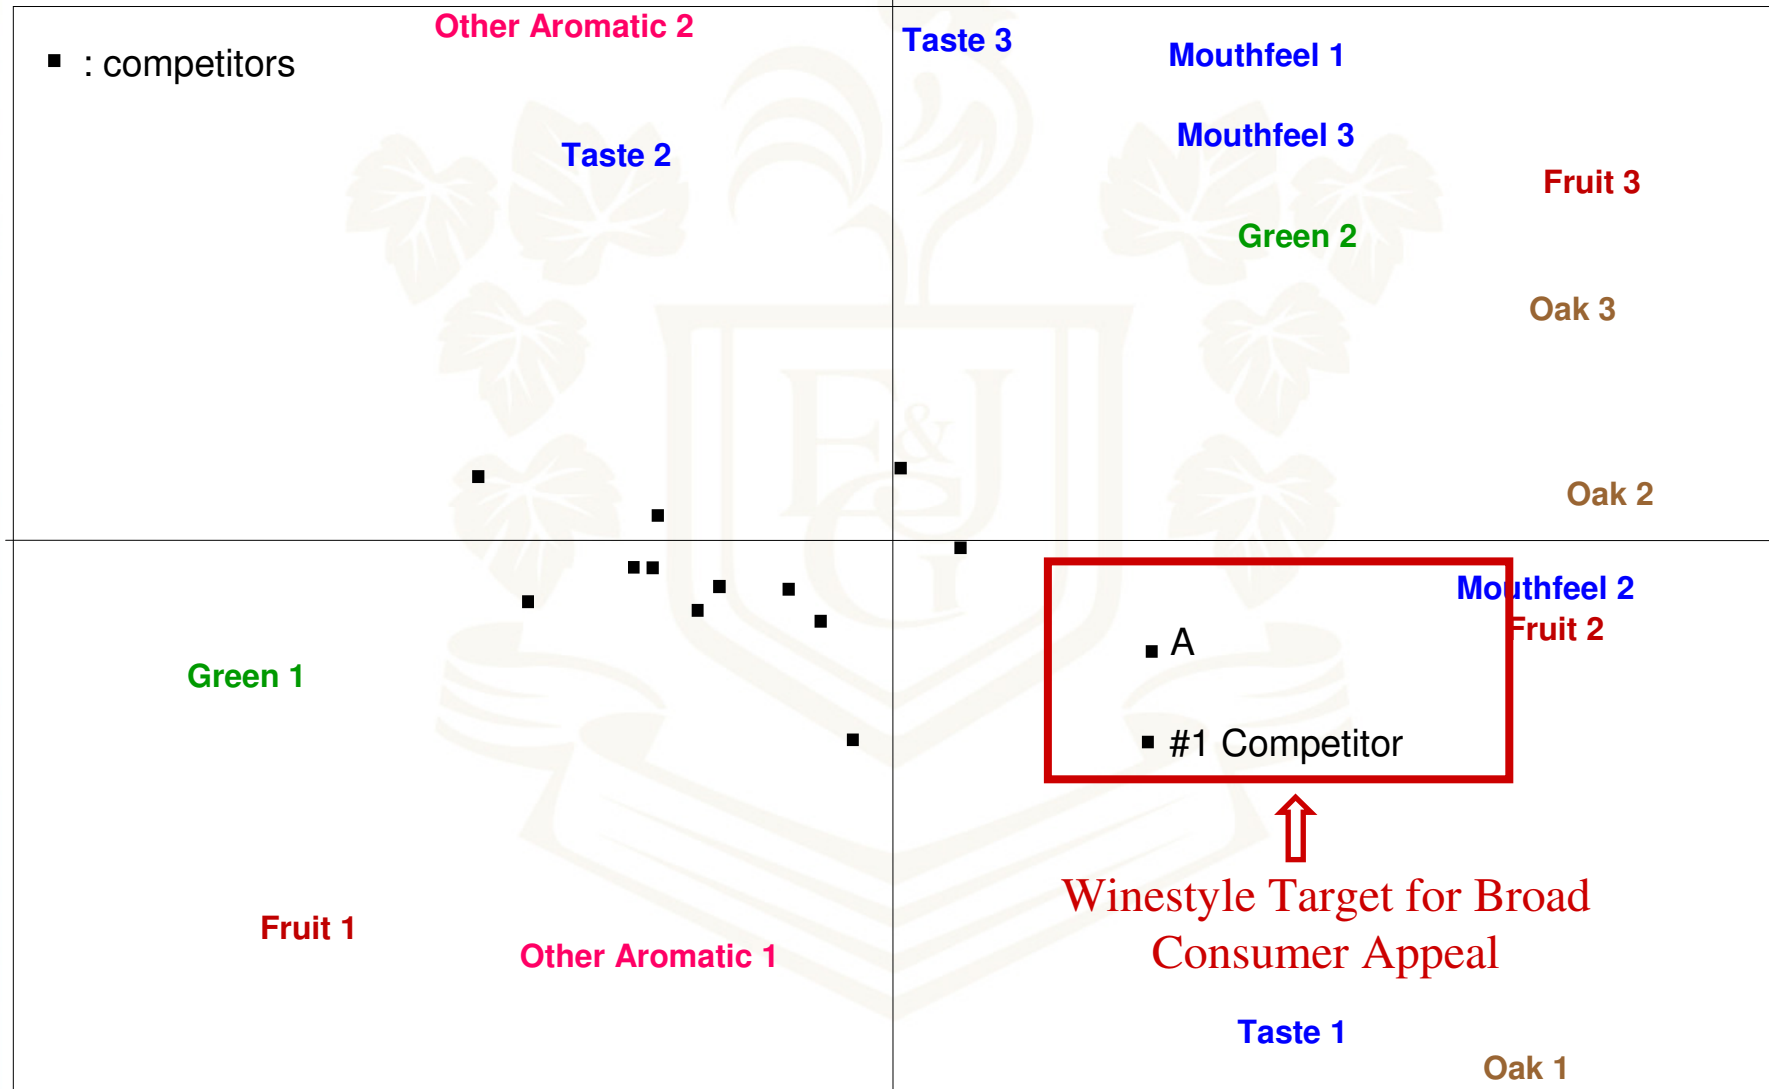 Other Aromatic 2
Taste 3
Mouthfeel 1
: competitors
Mouthfeel 3
Taste 2
Fruit 3
Green 2
Oak 3
E&J
G
Oak 2
Mouthfeel 2
Fruit 2
A
Green 1
#1 Competitor
Winestyle Target for Broad
Consumer Appeal
Fruit 1
Other Aromatic 1
Taste 1
Oak 1